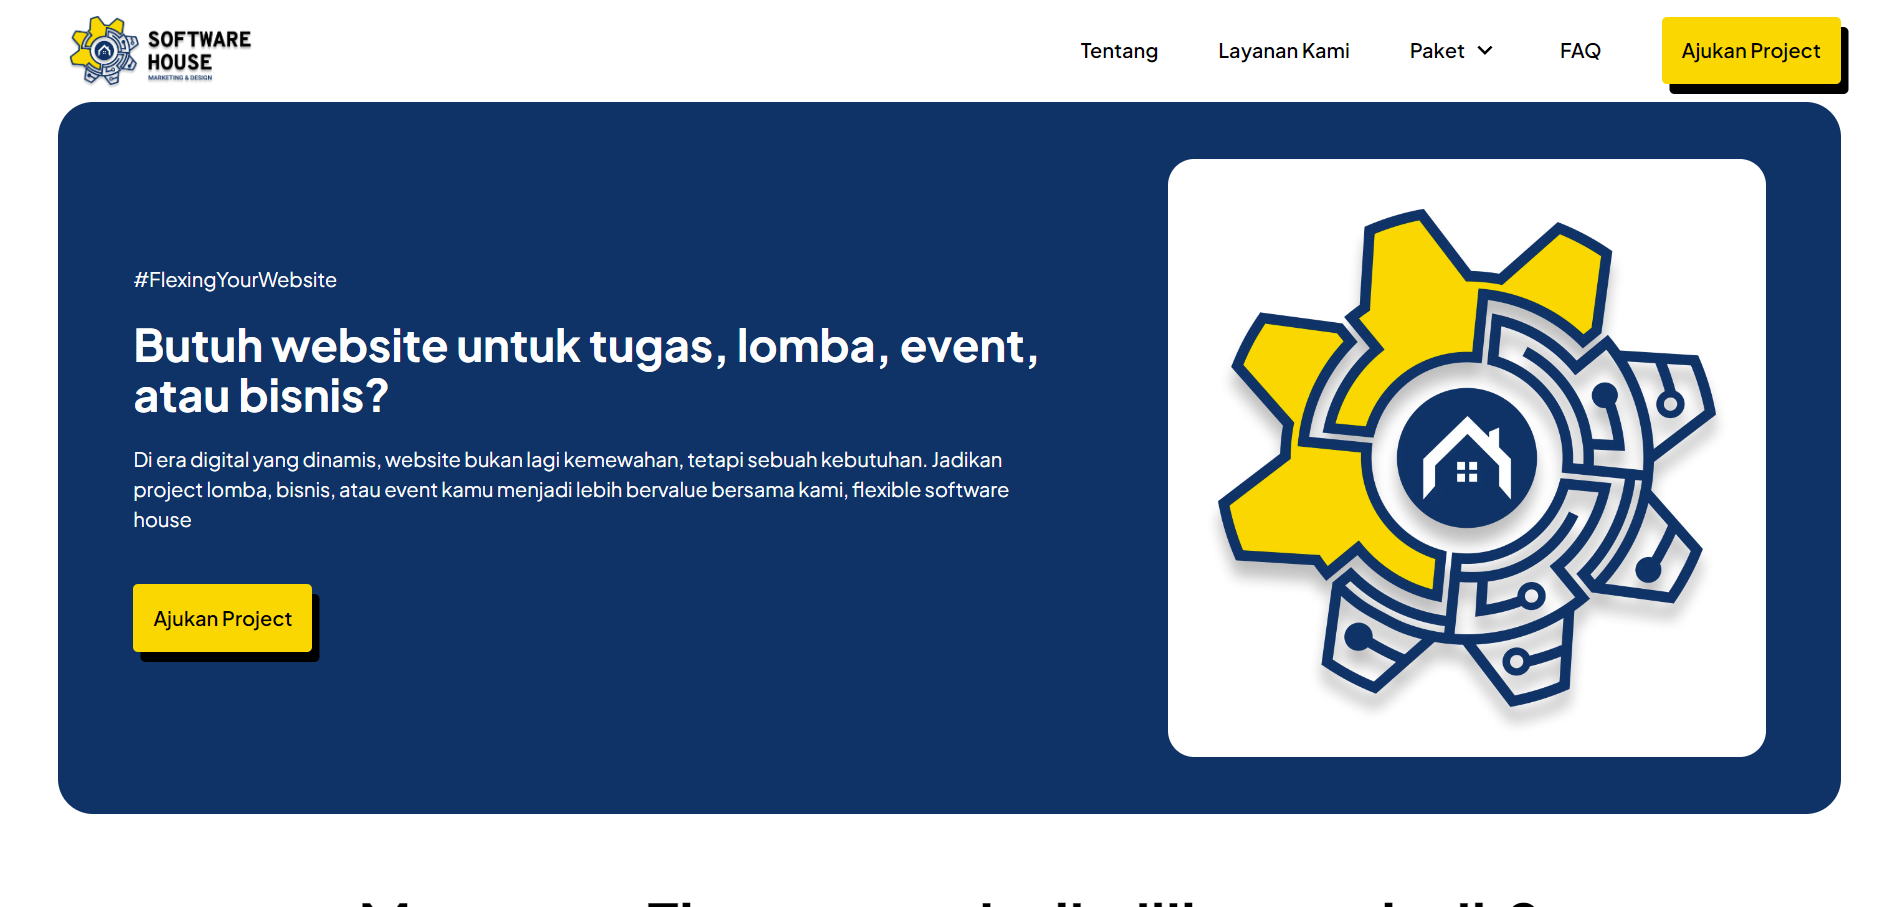 SOFTWARE
HOUSE
MARKETING & DESIGN
Tentang
Layanan Kami
Paket
FAQ
Ajukan Project
#FlexingYourWebsite
Butuh website untuk tugas, lomba, event,
atau bisnis?
Di era digital yang dinamis, website bukan lagi kemewahan, tetapi sebuah kebutuhan. Jadikan
project lomba, bisnis, atau event kamu menjadi lebih bervalue bersama kami, flexible software
house
Ajukan Project